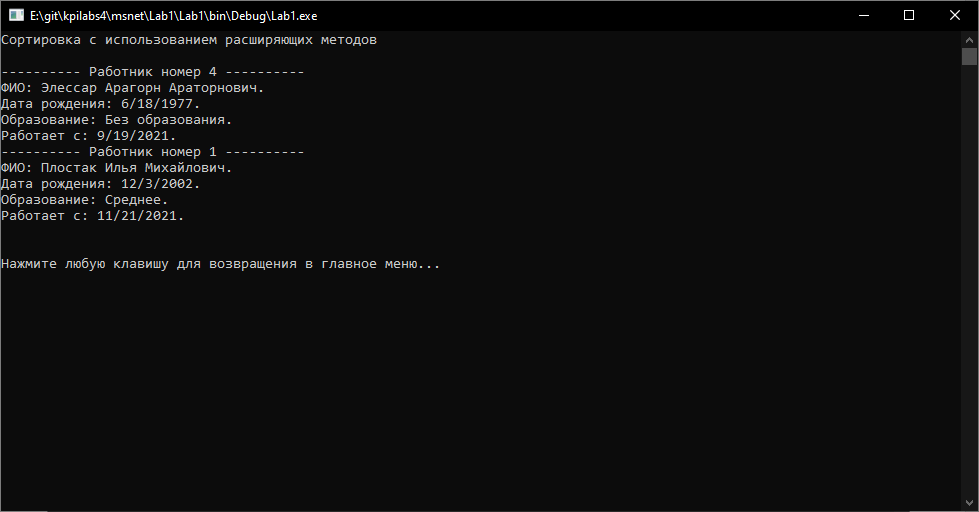 E:\git\kpilabs4\msnet\Lab1\Lab1\bin\Debug\Lab1.exe
Сортировка с использованием расширяющих методов
---------- Работник номер 4 ----------
ФИО: Элессар Арагорн Араторнович.
Дата рождения: 6/18/1977.
Образование: Без образования.
Работает с: 9/19/2021.
---------- Работник номер 1 ----------
ФИО: Плостак Илья Михайлович.
Дата рождения: 12/3/2002.
Образование: Среднее.
Работает с: 11/21/2021.
Нажмите любую клавишу для возвращения в главное меню...